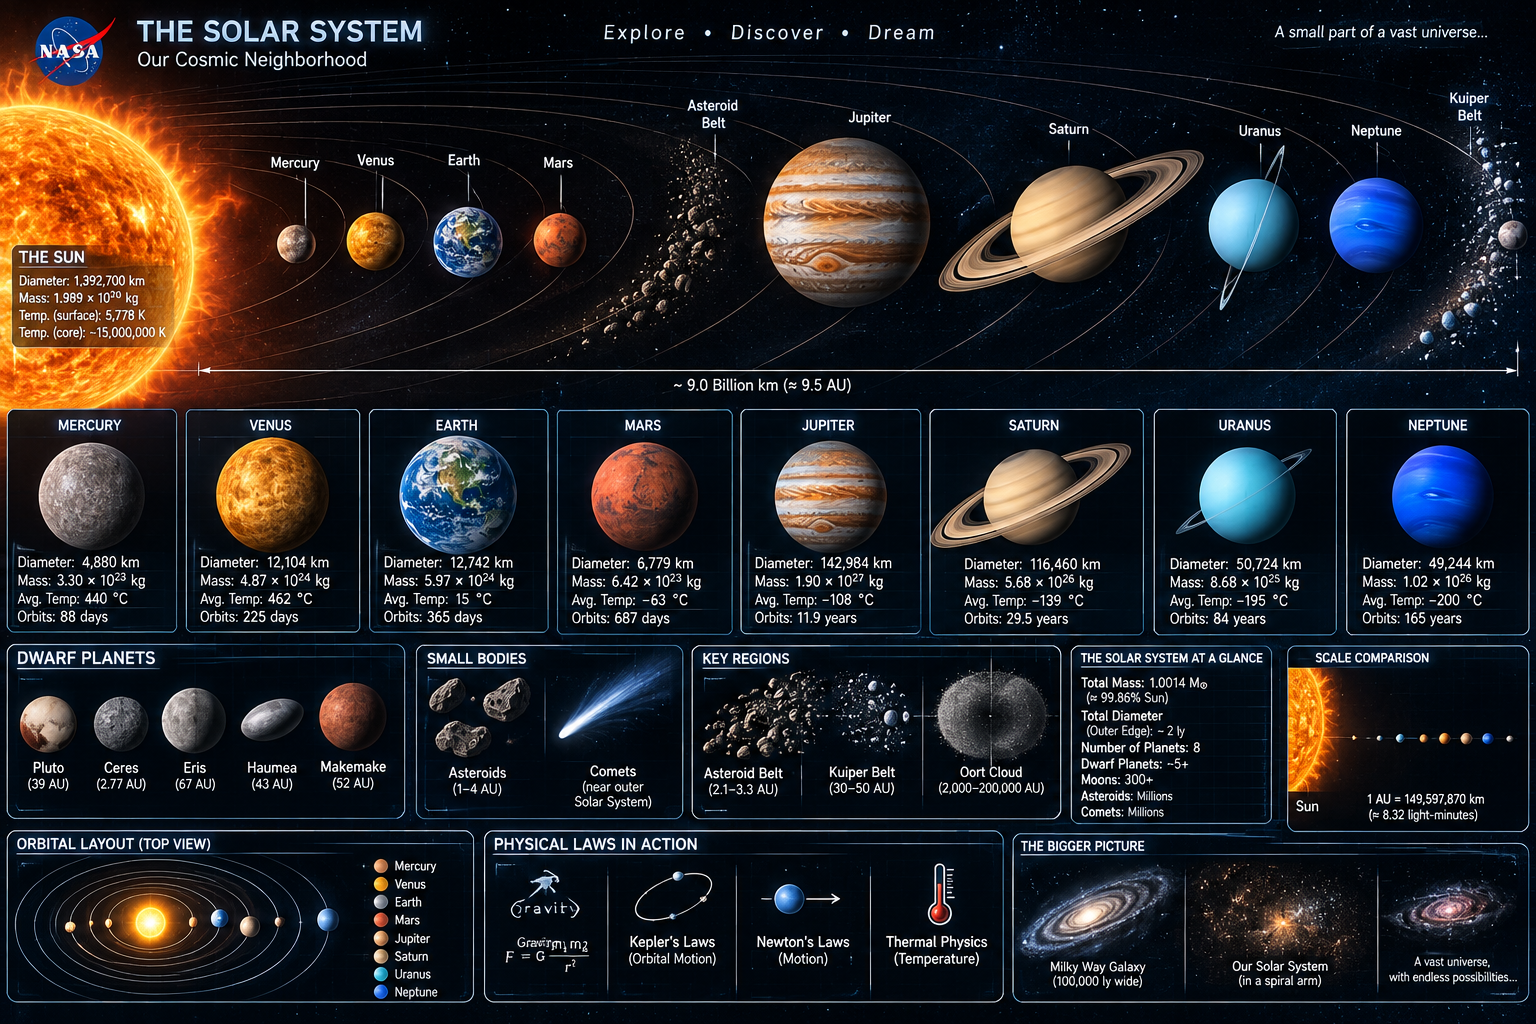 NASA
THE SOLAR SYSTEM
Our Cosmic Neighborhood
Explore • Discover • Dream
A small part of a vast universe...
Mercury
Venus
Earth
Mars
Asteroid
Belt
Jupiter
Saturn
Uranus
Neptune
Kuiper
Belt
THE SUN
Diameter: 1,392,700 km
Mass: 1.989 × 10²⁰ kg
Temp. (surface): 5,778 K
Temp. (core): ~15,000,000 K
~ 9.0 Billion km (≈ 9.5 AU)
MERCURY
Diameter: 4,880 km
Mass: 3.30 × 10²³ kg
Avg. Temp: 440 °C
Orbits: 88 days
VENUS
Diameter: 12,104 km
Mass: 4.87 × 10²⁴ kg
Avg. Temp: 462 °C
Orbits: 225 days
EARTH
Diameter: 12,742 km
Mass: 5.97 × 10²⁴ kg
Avg. Temp: 15 °C
Orbits: 365 days
MARS
Diameter: 6,779 km
Mass: 6.42 × 10²³ kg
Avg. Temp: −63 °C
Orbits: 687 days
JUPITER
Diameter: 142,984 km
Mass: 1.90 × 10²⁷ kg
Avg. Temp: −108 °C
Orbits: 11.9 years
SATURN
Diameter: 116,460 km
Mass: 5.68 × 10²⁶ kg
Avg. Temp: −139 °C
Orbits: 29.5 years
URANUS
Diameter: 50,724 km
Mass: 8.68 × 10²⁵ kg
Avg. Temp: −195 °C
Orbits: 84 years
NEPTUNE
Diameter: 49,244 km
Mass: 1.02 × 10²⁶ kg
Avg. Temp: −200 °C
Orbits: 165 years
DWARF PLANETS
Pluto
(39 AU)
Ceres
(2.77 AU)
Eris
(67 AU)
Haumea
(43 AU)
Makemake
(52 AU)
SMALL BODIES
Asteroids
(1–4 AU)
Comets
(near outer
Solar System)
KEY REGIONS
Asteroid Belt
(2.1–3.3 AU)
Kuiper Belt
(30–50 AU)
Oort Cloud
(2,000–200,000 AU)
THE SOLAR SYSTEM AT A GLANCE
Total Mass: 1.0014 M☉
(≈ 99.86% Sun)
Total Diameter
(Outer Edge): ~ 2 ly
Number of Planets: 8
Dwarf Planets: ~5+
Moons: 300+
Asteroids: Millions
Comets: Millions
SCALE COMPARISON
Sun
1 AU = 149,597,870 km
(≈ 8.32 light-minutes)
ORBITAL LAYOUT (TOP VIEW)
Mercury
Venus
Earth
Mars
Jupiter
Saturn
Uranus
Neptune
PHYSICAL LAWS IN ACTION
Gravity
F = G m₁m₂
r²
Kepler's Laws
(Orbital Motion)
Newton's Laws
(Motion)
Thermal Physics
(Temperature)
THE BIGGER PICTURE
Milky Way Galaxy
(100,000 ly wide)
Our Solar System
(in a spiral arm)
A vast universe,
with endless possibilities...